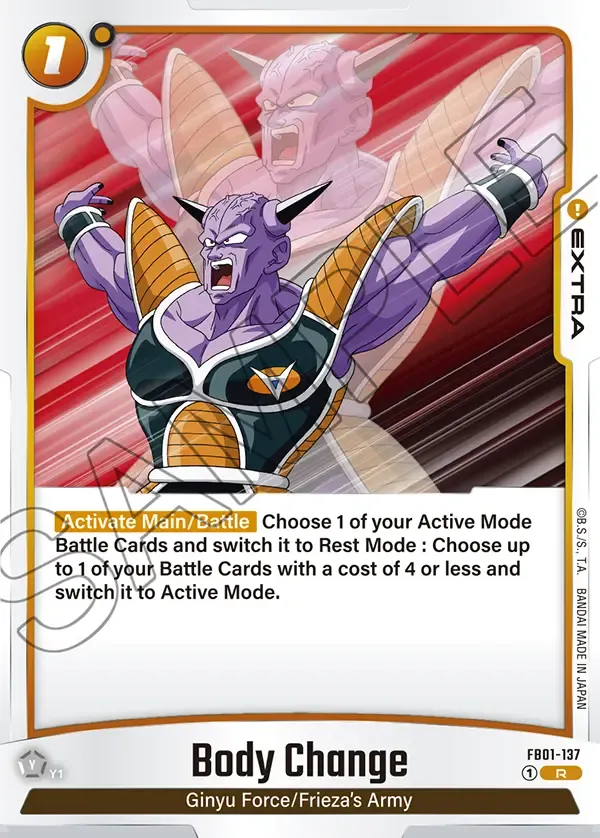 1
! EXTRA
SAMPLE
Activate Main/Battle Choose 1 of your Active Mode
Battle Cards and switch it to Rest Mode : Choose up
to 1 of your Battle Cards with a cost of 4 or less and
switch it to Active Mode.
©B.S./S., T.A. BANDAI MADE IN JAPAN
Y Y1
Body Change
FB01-137
1 R
Ginyu Force/Frieza's Army